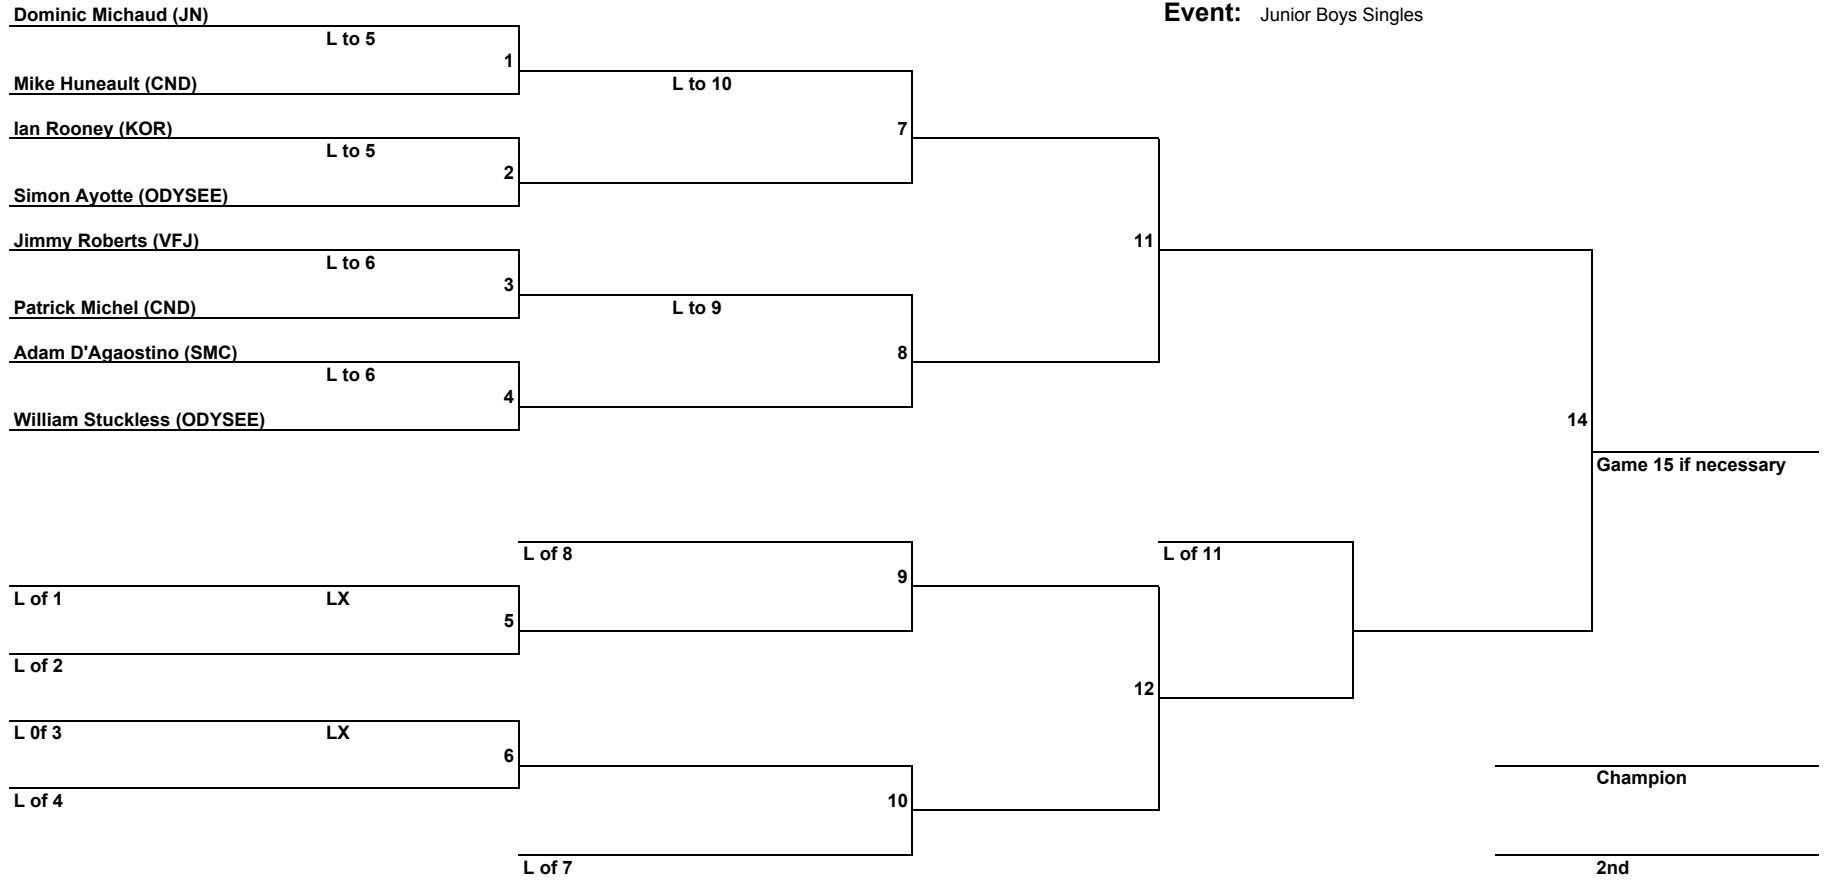 Dominic Michaud (JN)
Event: Junior Boys Singles
L to 5
1
Mike Huneault (CND)
L to 10
Ian Rooney (KOR)
7
L to 5
2
Simon Ayotte (ODYSEE)
Jimmy Roberts (VFJ)
11
L to 6
3
Patrick Michel (CND)
L to 9
Adam D'Agaostino (SMC)
8
L to 6
4
William Stuckless (ODYSEE)
14
Game 15 if necessary
L of 8
L of 11
9
L of 1
LX
5
L of 2
12
L 0f 3
LX
6
Champion
L of 4
10
L of 7
2nd